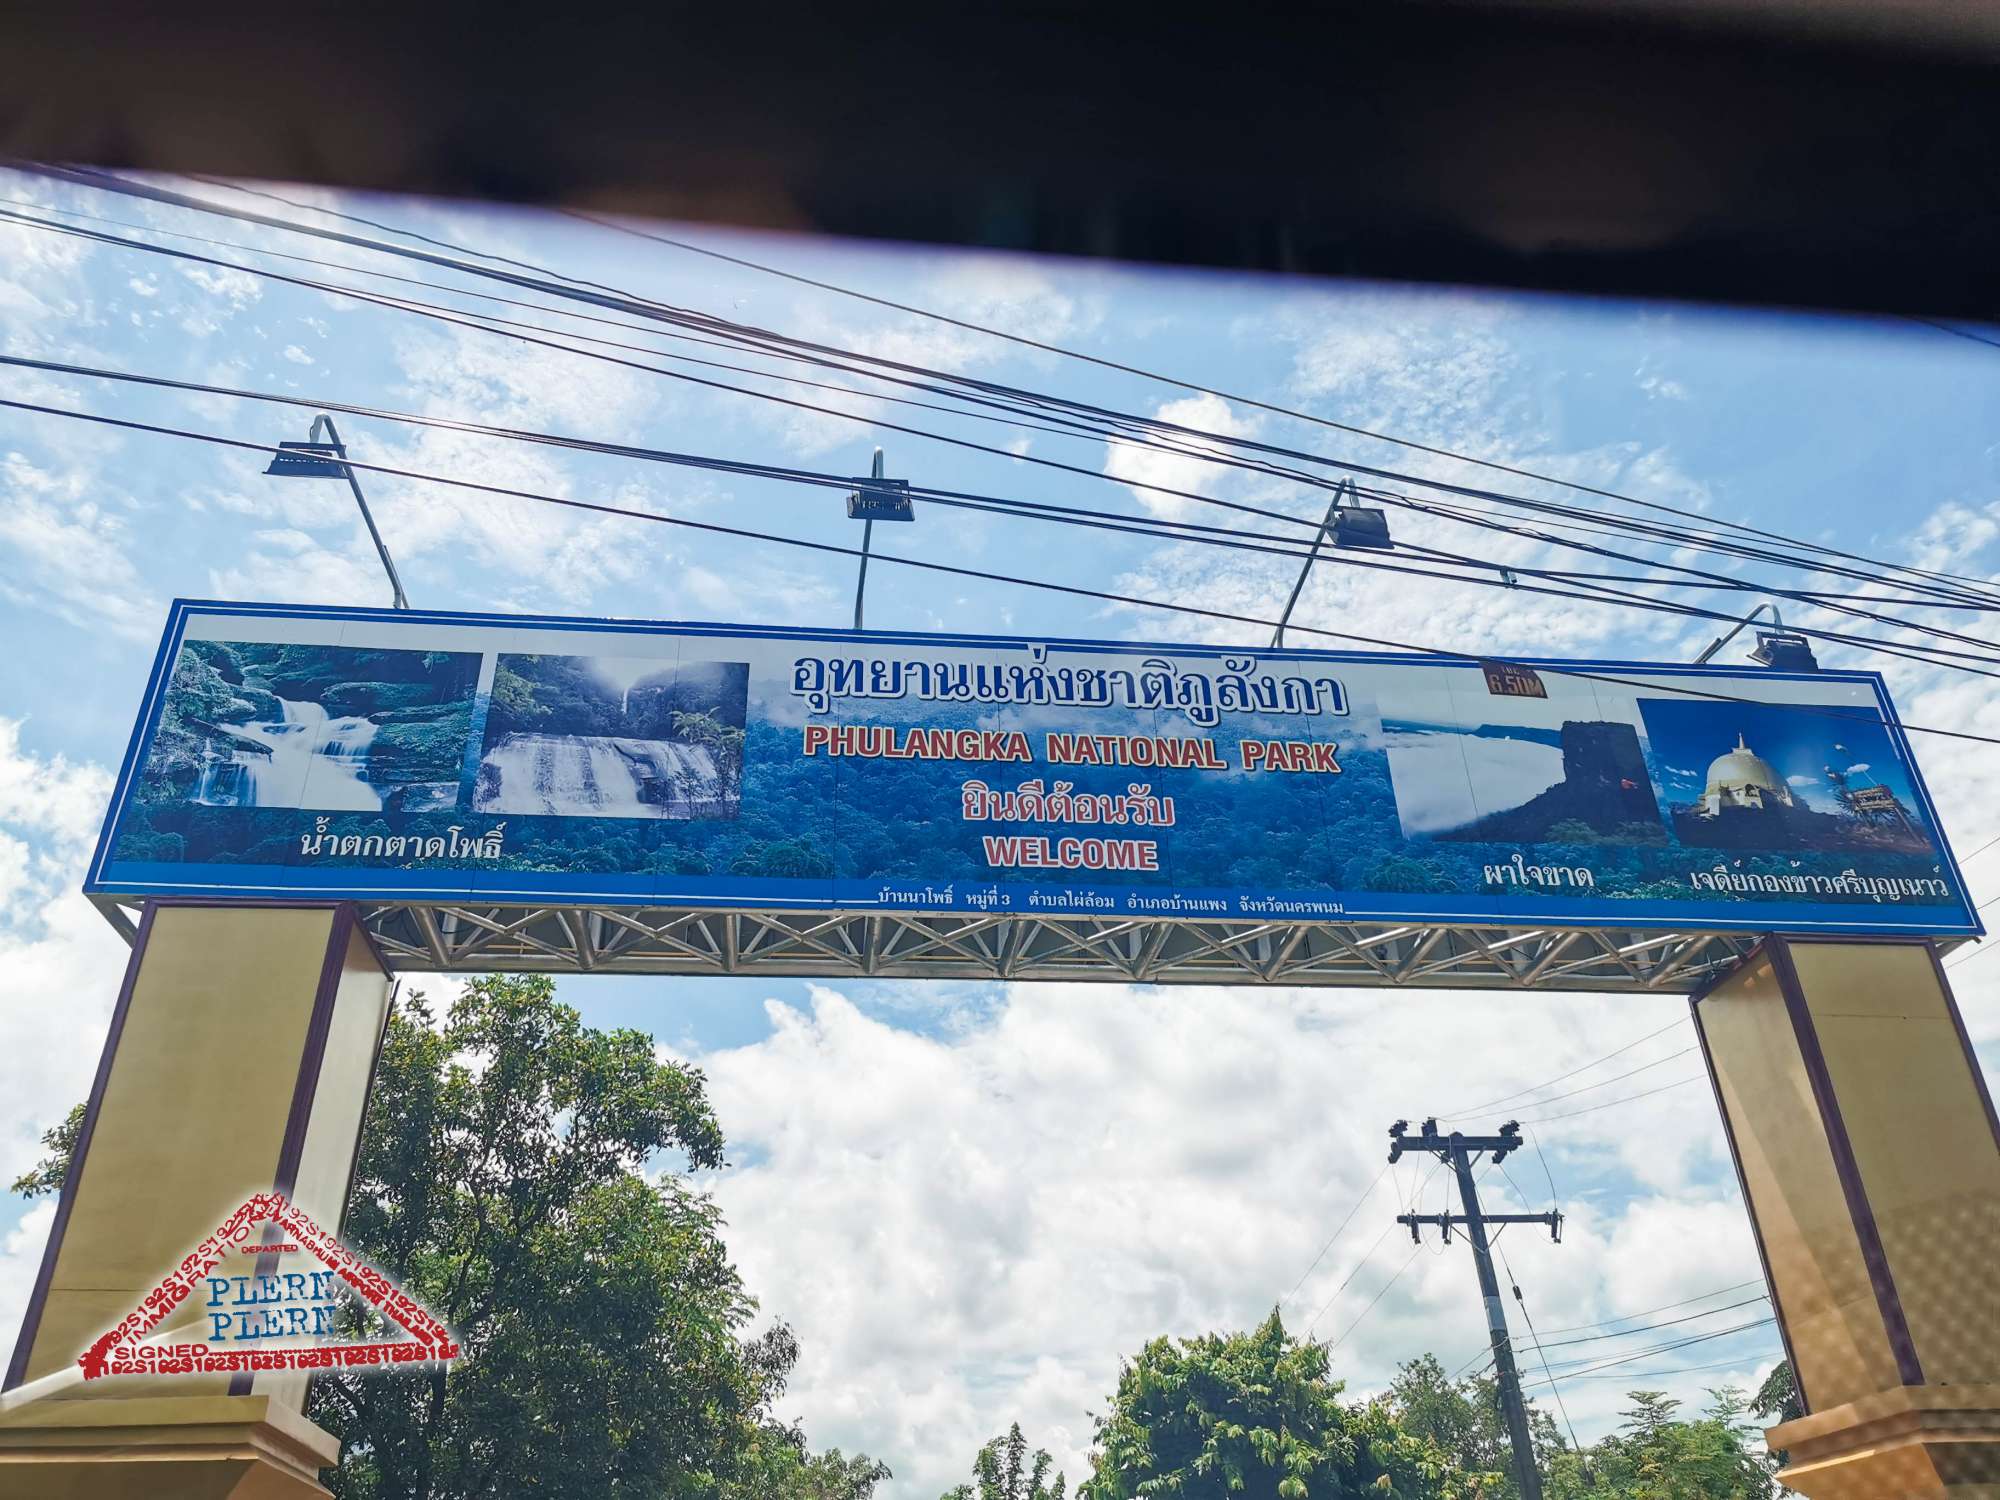 อุทยานแห่งชาติภูลังกา
PHULANGKA NATIONAL PARK
ยินดีต้อนรับ
WELCOME
6.50M
น้ำตกตาดโพธิ์
ผาใจขาด
เจดีย์กองข้าวศรีบุญเนาว์
บ้านนาโพธิ์ หมู่ที่ 3 ตำบลไผ่ล้อม อำเภอบ้านแพง จังหวัดนครพนม
DEPARTED
IMMIGRATION
PLERN
PLERN
SIGNED